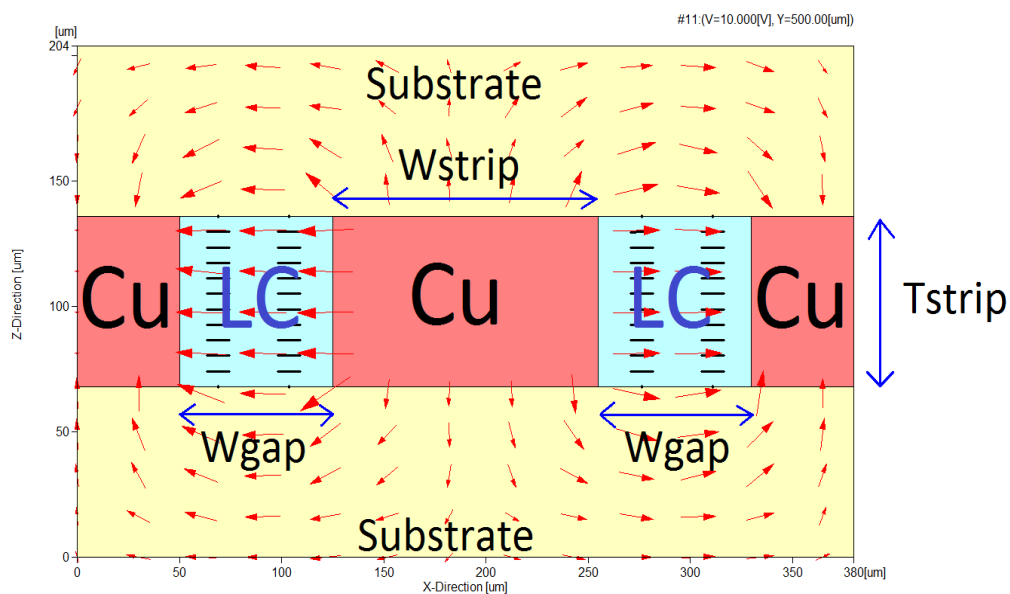 #11:(V=10.000[V], Y=500.00[um])
[um]
204
Substrate
Wstrip
150
Cu
LC
Cu
LC
Cu
Tstrip
100
Z-Direction [um]
50
Wgap
Wgap
Substrate
0
0
50
100
150
200
250
300
350
380[um]
X-Direction [um]